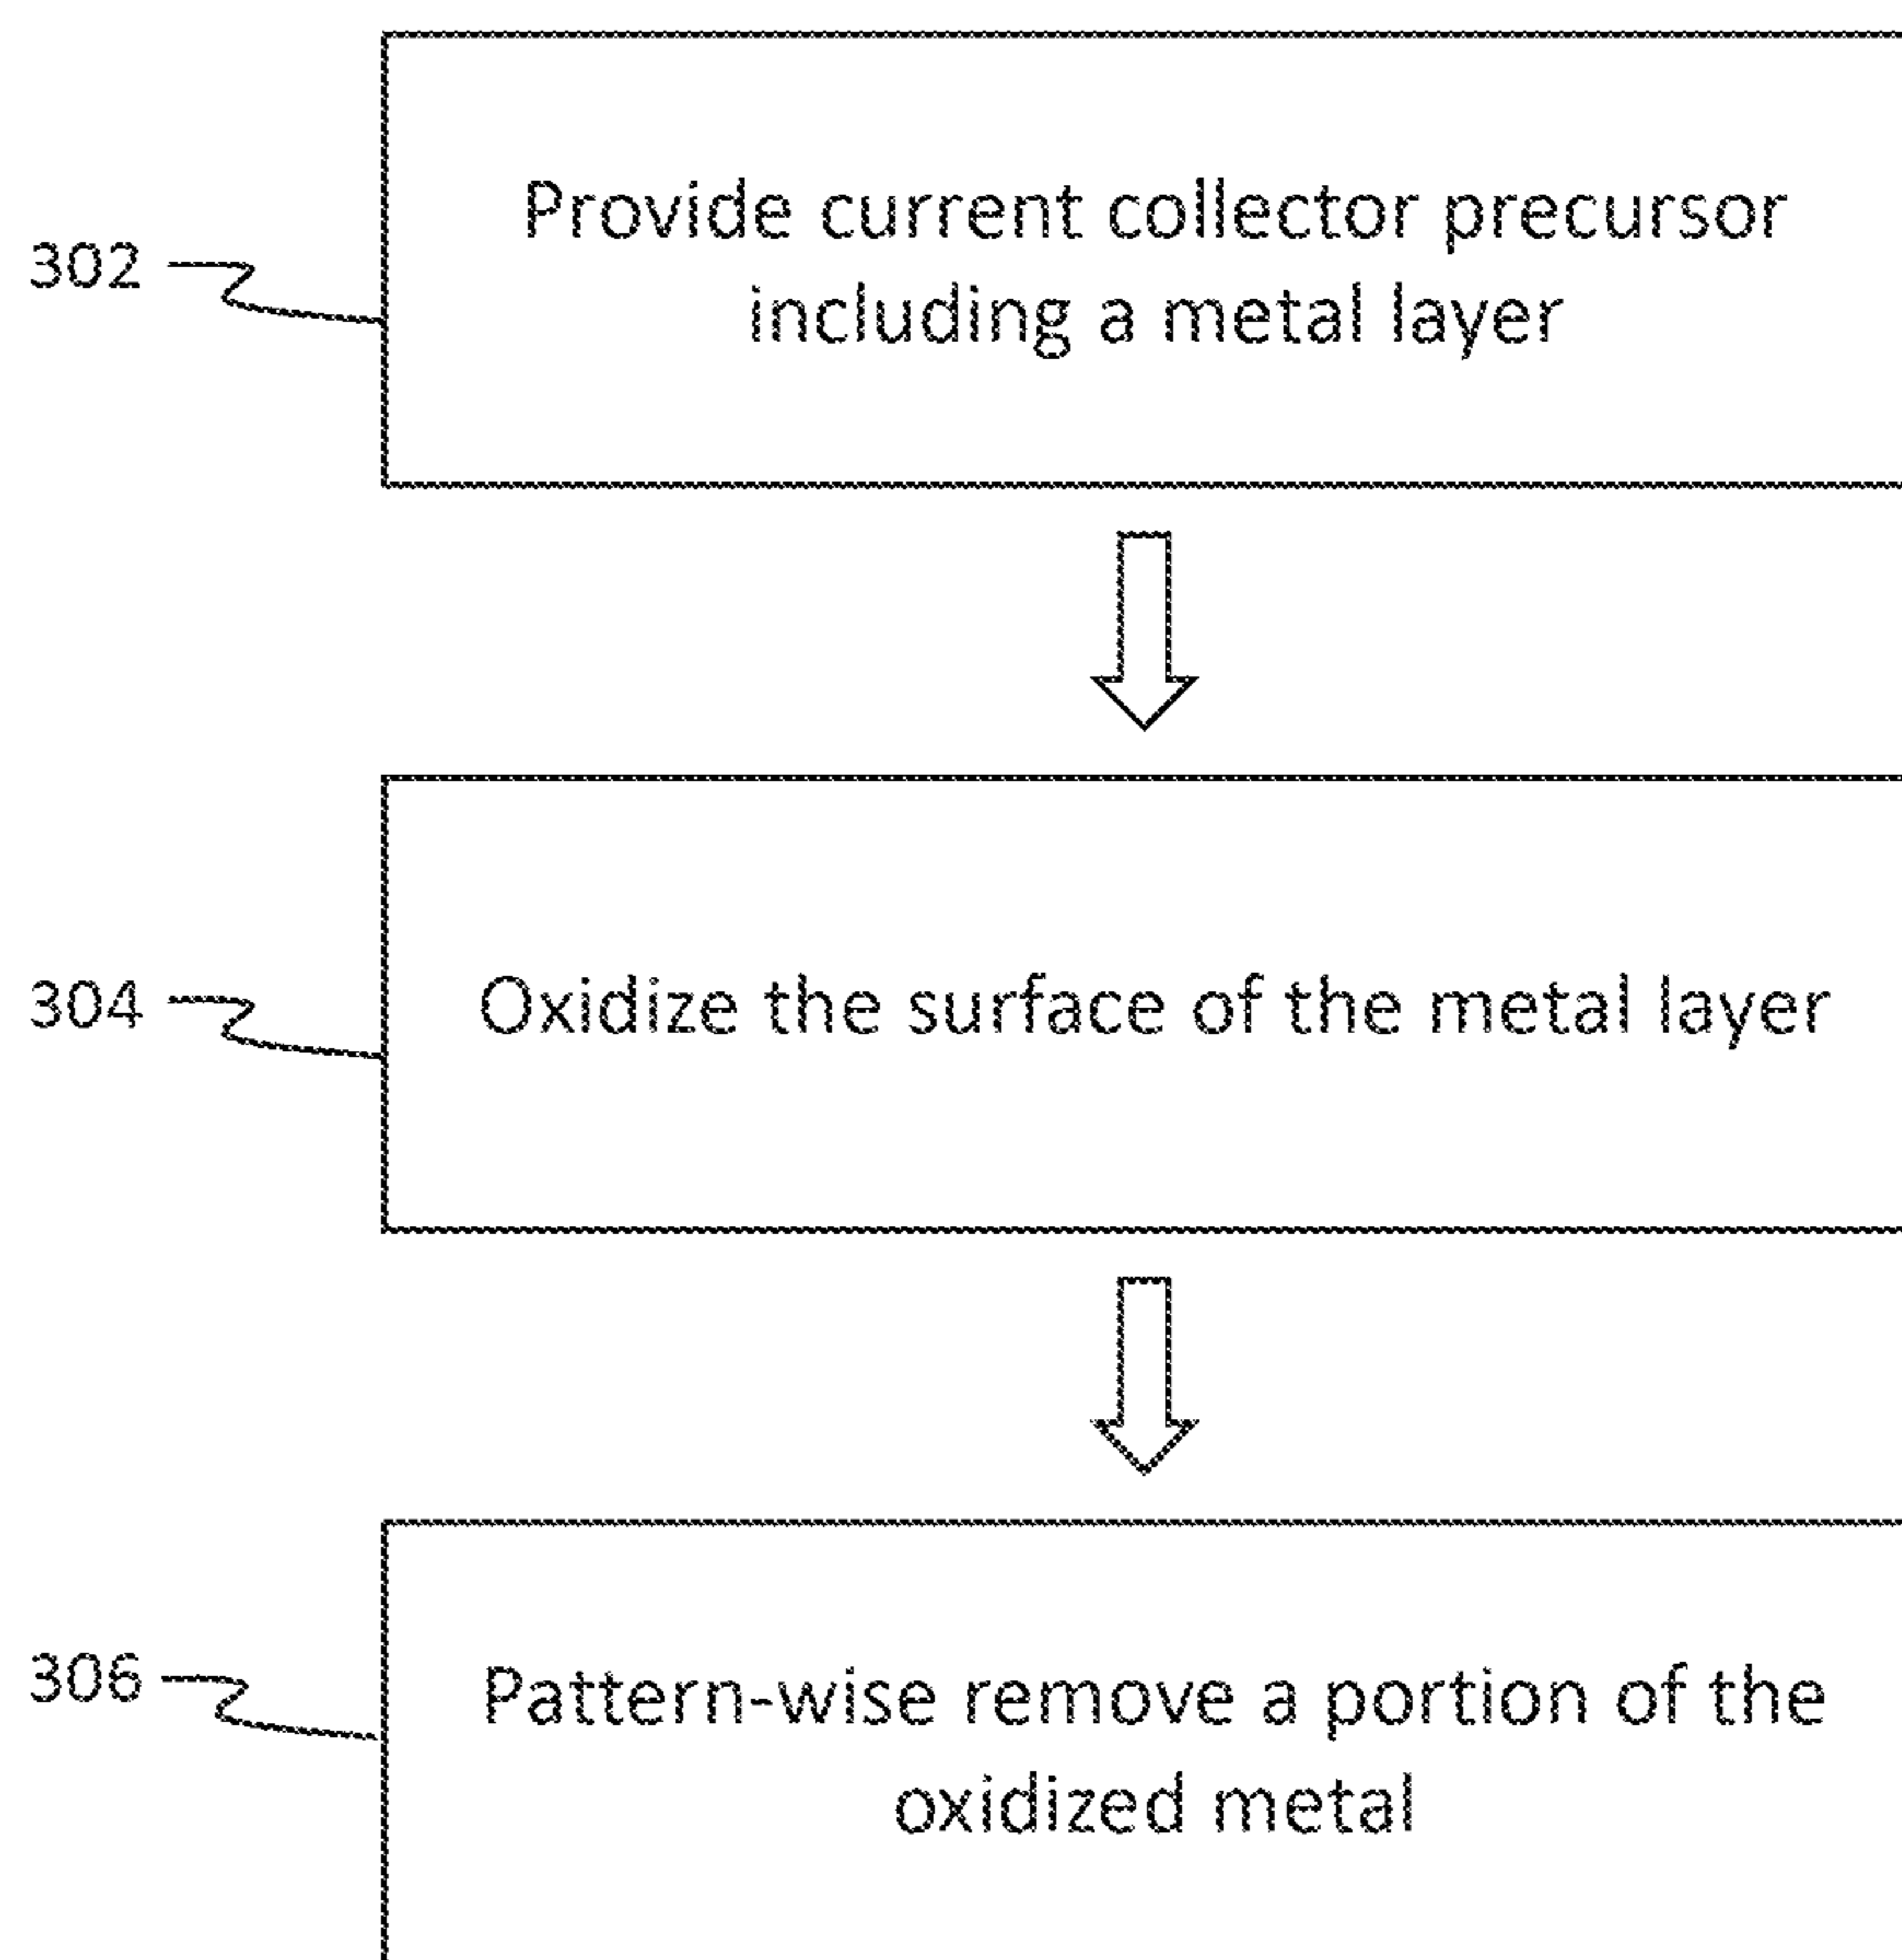 302
Provide current collector precursor
including a metal layer
304
Oxidize the surface of the metal layer
306
Pattern-wise remove a portion of the
oxidized metal